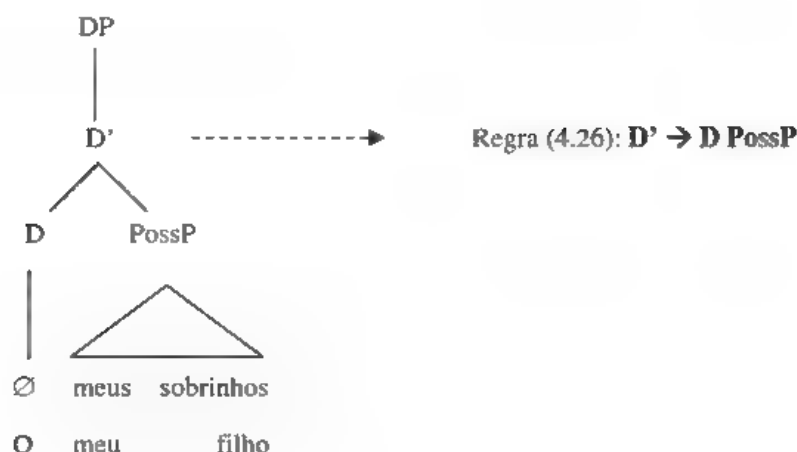 DP
D' Regra (4.26): D' → D PossP
D PossP
∅ meus sobrinhos
O meu filho